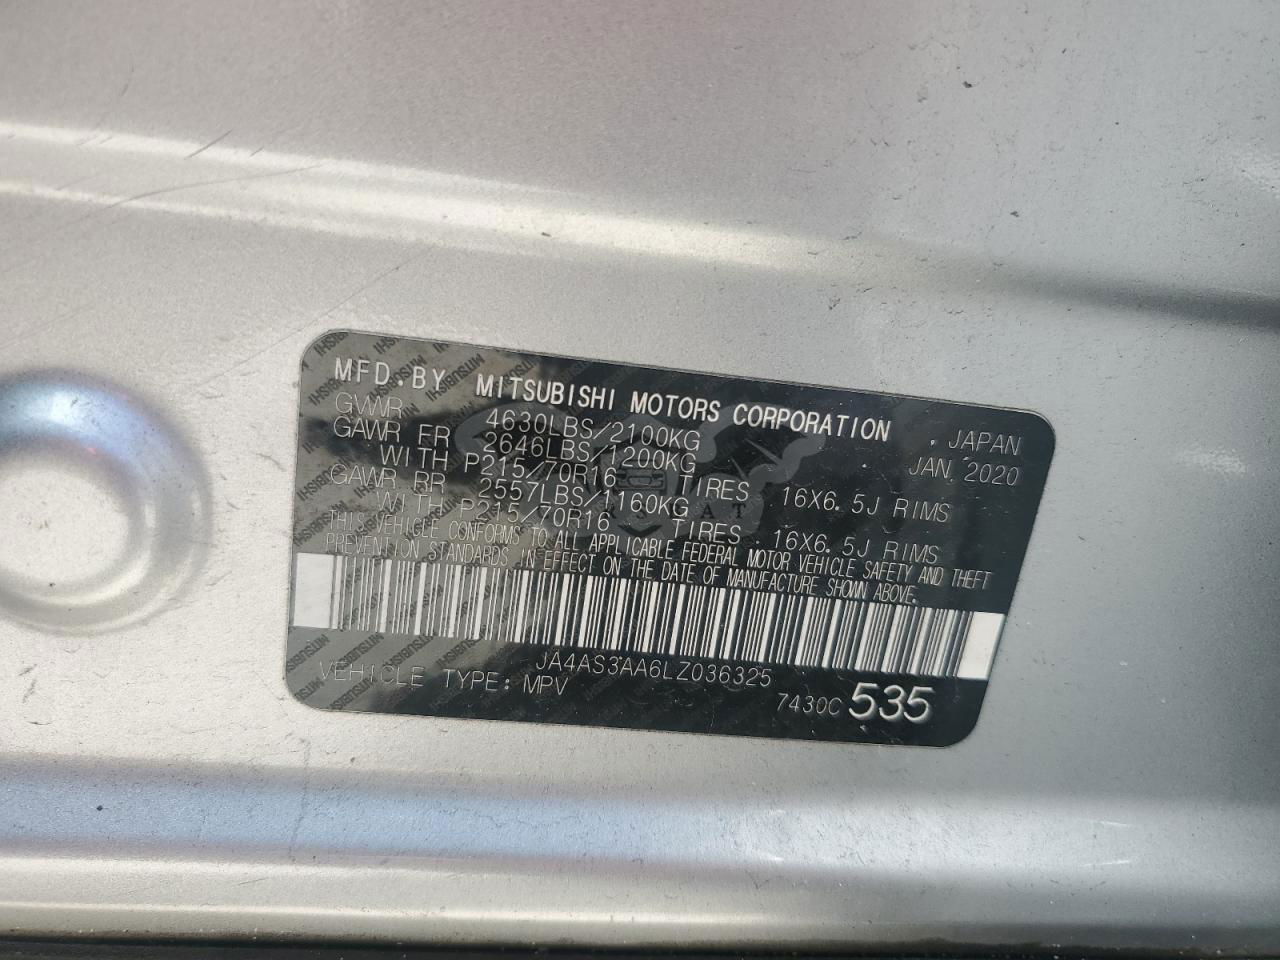 MFD.BY MITSUBISHI MOTORS CORPORATION , JAPAN
GVWR 4630LBS/2100KG JAN. 2020
GAWR FR 2646LBS/1200KG
WITH P215/70R16 TIRES 16X6.5J RIMS
GAWR RR 2557LBS/1160KG
WITH P215/70R16 TIRES . 16X6.5J RIMS
THIS VEHICLE CONFORMS TO ALL APPLICABLE FEDERAL MOTOR VEHICLE SAFETY AND THEFT
PREVENTION STANDARDS IN EFFECT ON THE DATE OF MANUFACTURE SHOWN ABOVE.
JA4AS3AA6LZ036325
VEHICLE TYPE: MPV
7430C 535